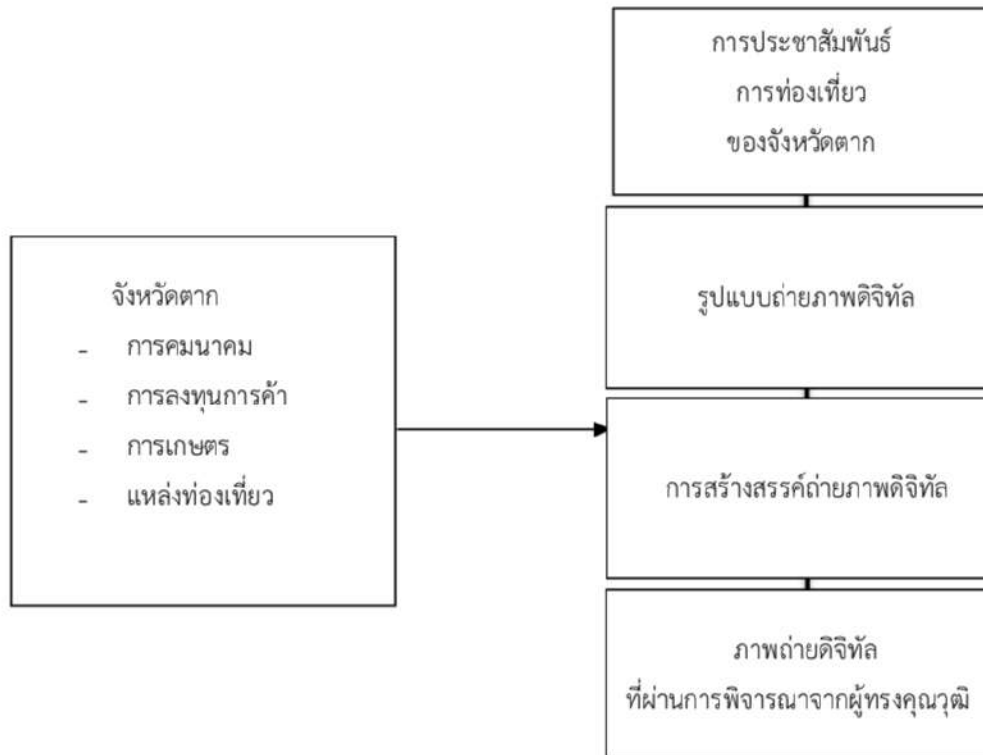 การประชาสัมพันธ์
การท่องเที่ยว
ของจังหวัดตาก
รูปแบบถ่ายภาพดิจิทัล
จังหวัดตาก
- การคมนาคม
- การลงทุนการค้า
- การเกษตร
- แหล่งท่องเที่ยว
การสร้างสรรค์ถ่ายภาพดิจิทัล
ภาพถ่ายดิจิทัล
ที่ผ่านการพิจารณาจากผู้ทรงคุณวุฒิ